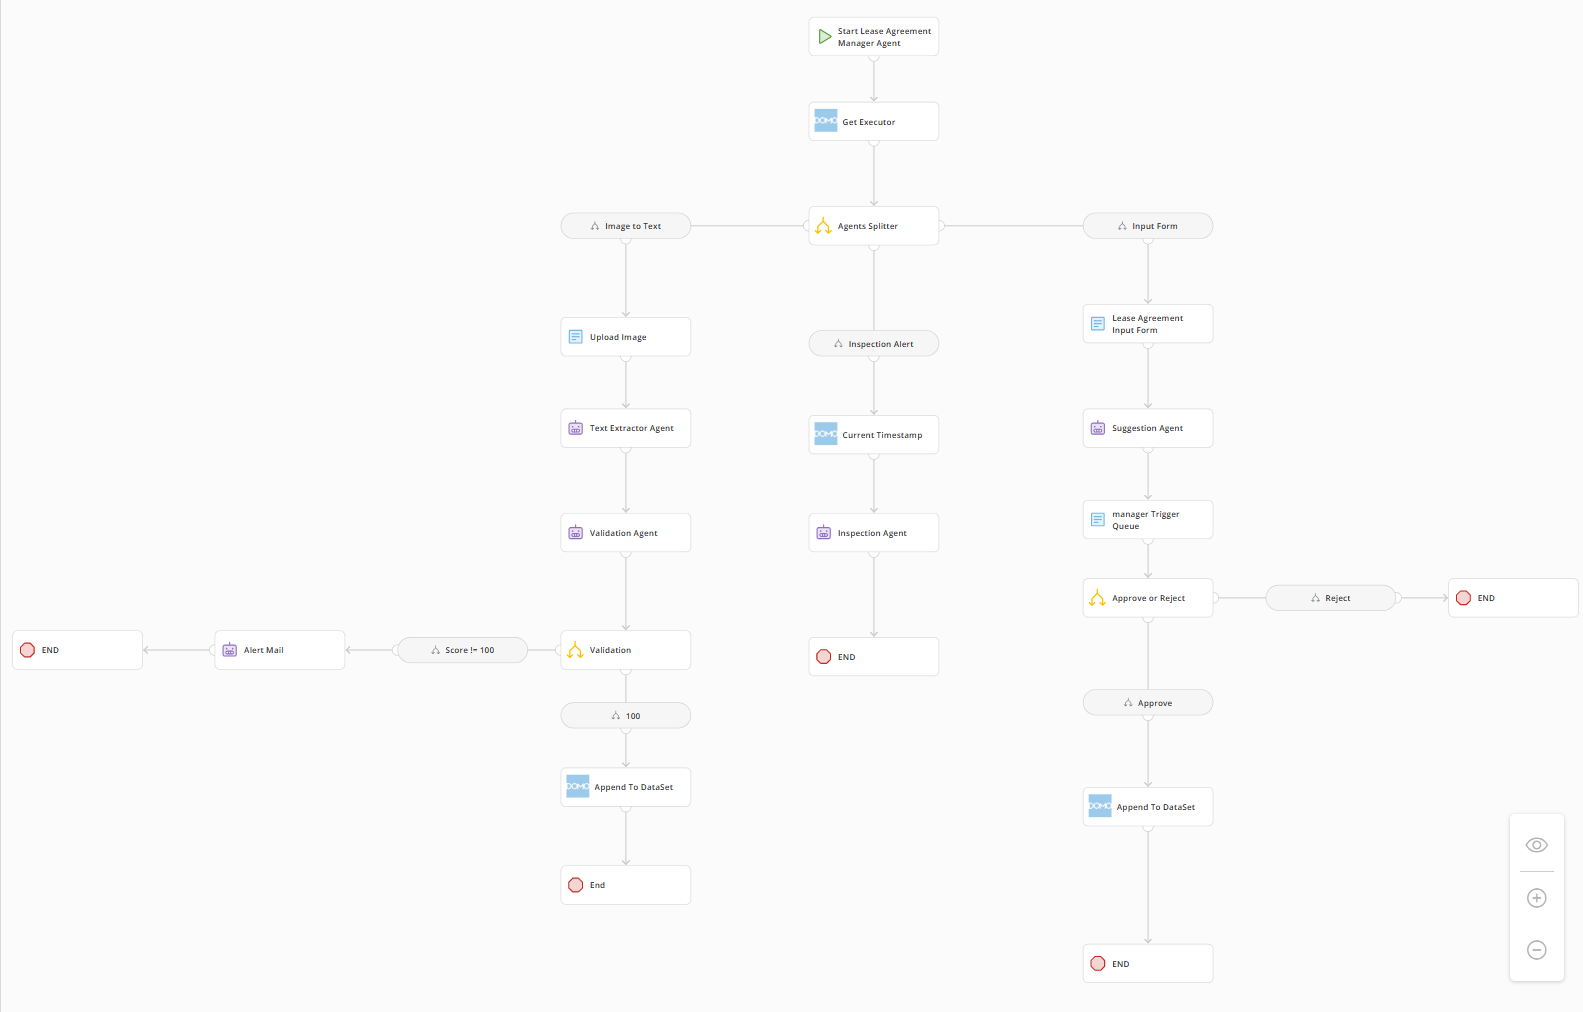 Start Lease Agreement
Manager Agent
DOMO
Get Executor
Image to Text
Agents Splitter
Input Form
Lease Agreement
Input Form
Upload Image
Inspection Alert
Text Extractor Agent
DOMO
Current Timestamp
Suggestion Agent
manager Trigger
Queue
Validation Agent
Inspection Agent
Approve or Reject
Reject
END
END
Alert Mail
Score != 100
Validation
END
Approve
100
DOMO
Append To DataSet
DOMO
Append To DataSet
End
END